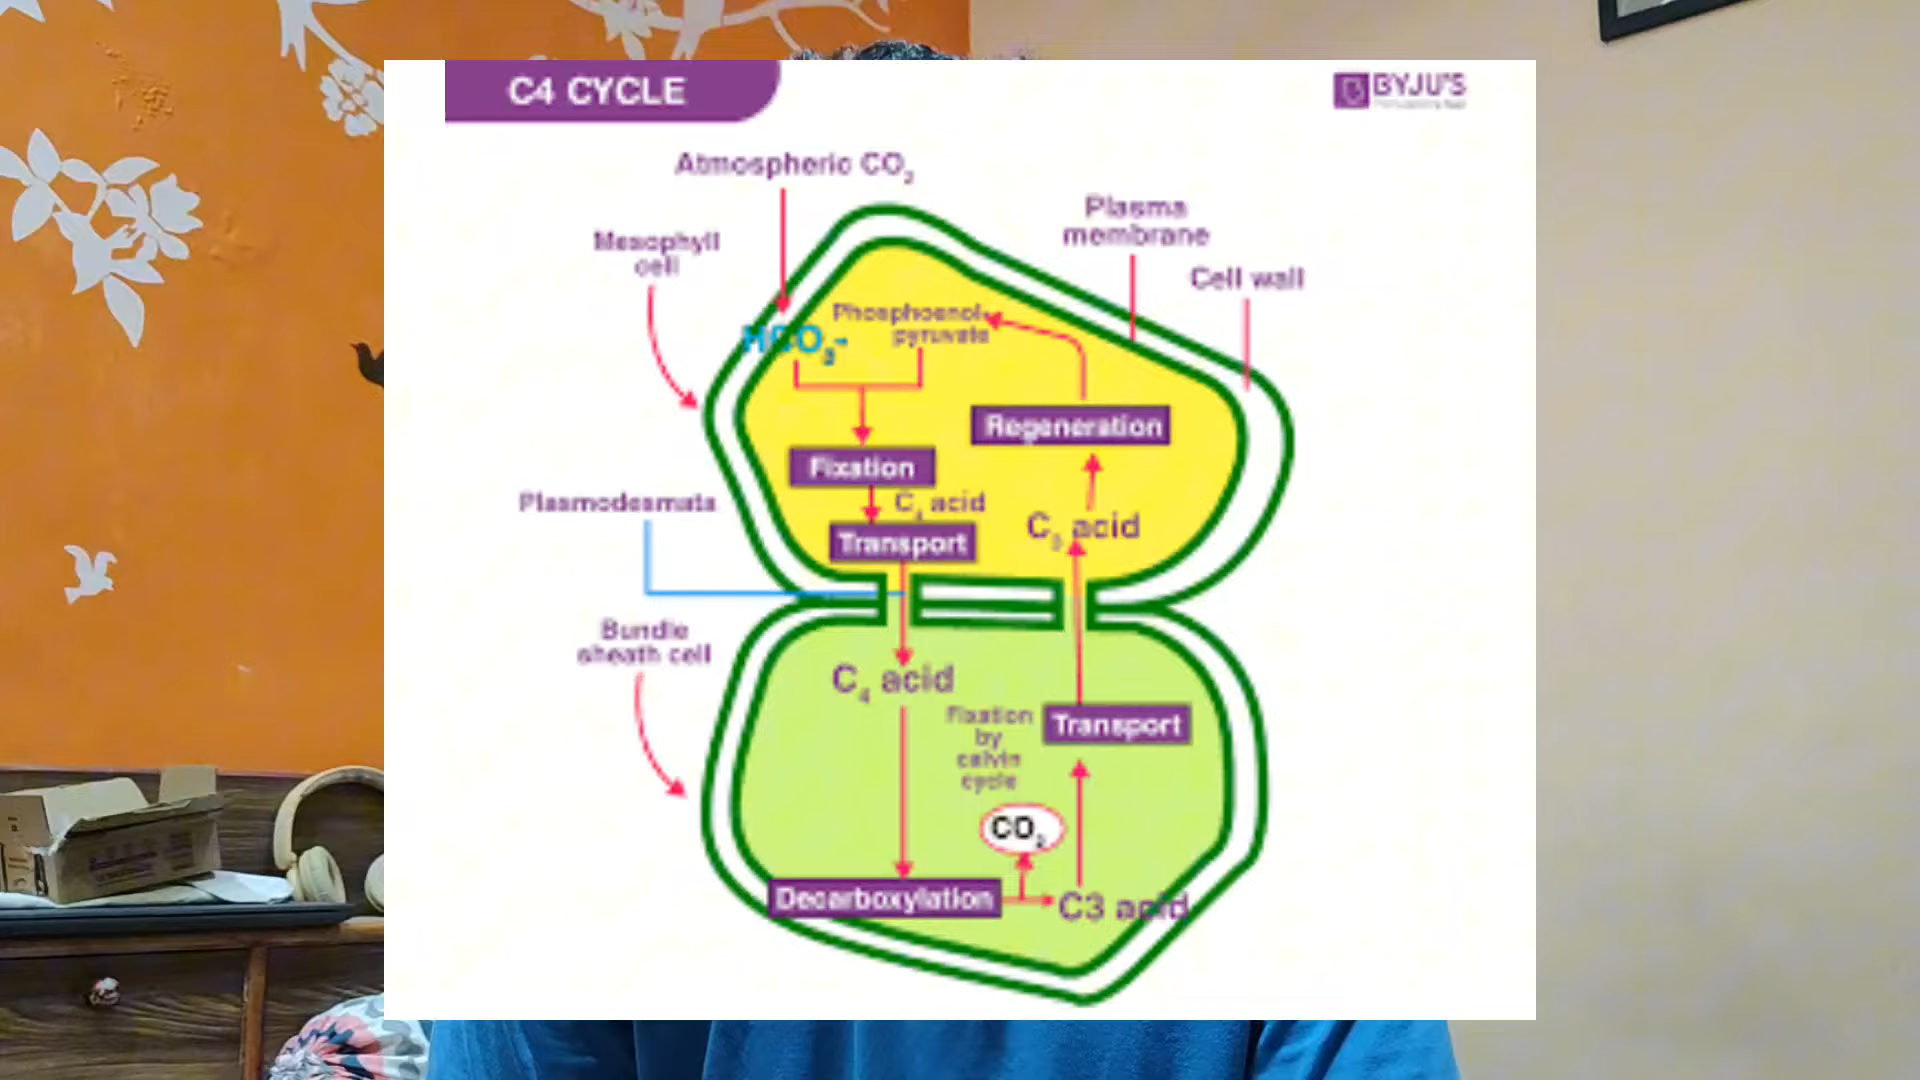 C4 CYCLE
BYJU'S
Atmospheric CO₂
Plasma
membrane
Mesophyll
cell
Cell wall
Phosphoenol-
pyruvate
HCO₃-
Regeneration
Fixation
C₄ acid
Plasmodesmata
C₃ acid
Transport
Bundle
sheath cell
C₄ acid
Fixation
by
calvin
cycle
Transport
CO₂
Decarboxylation
C3 acid